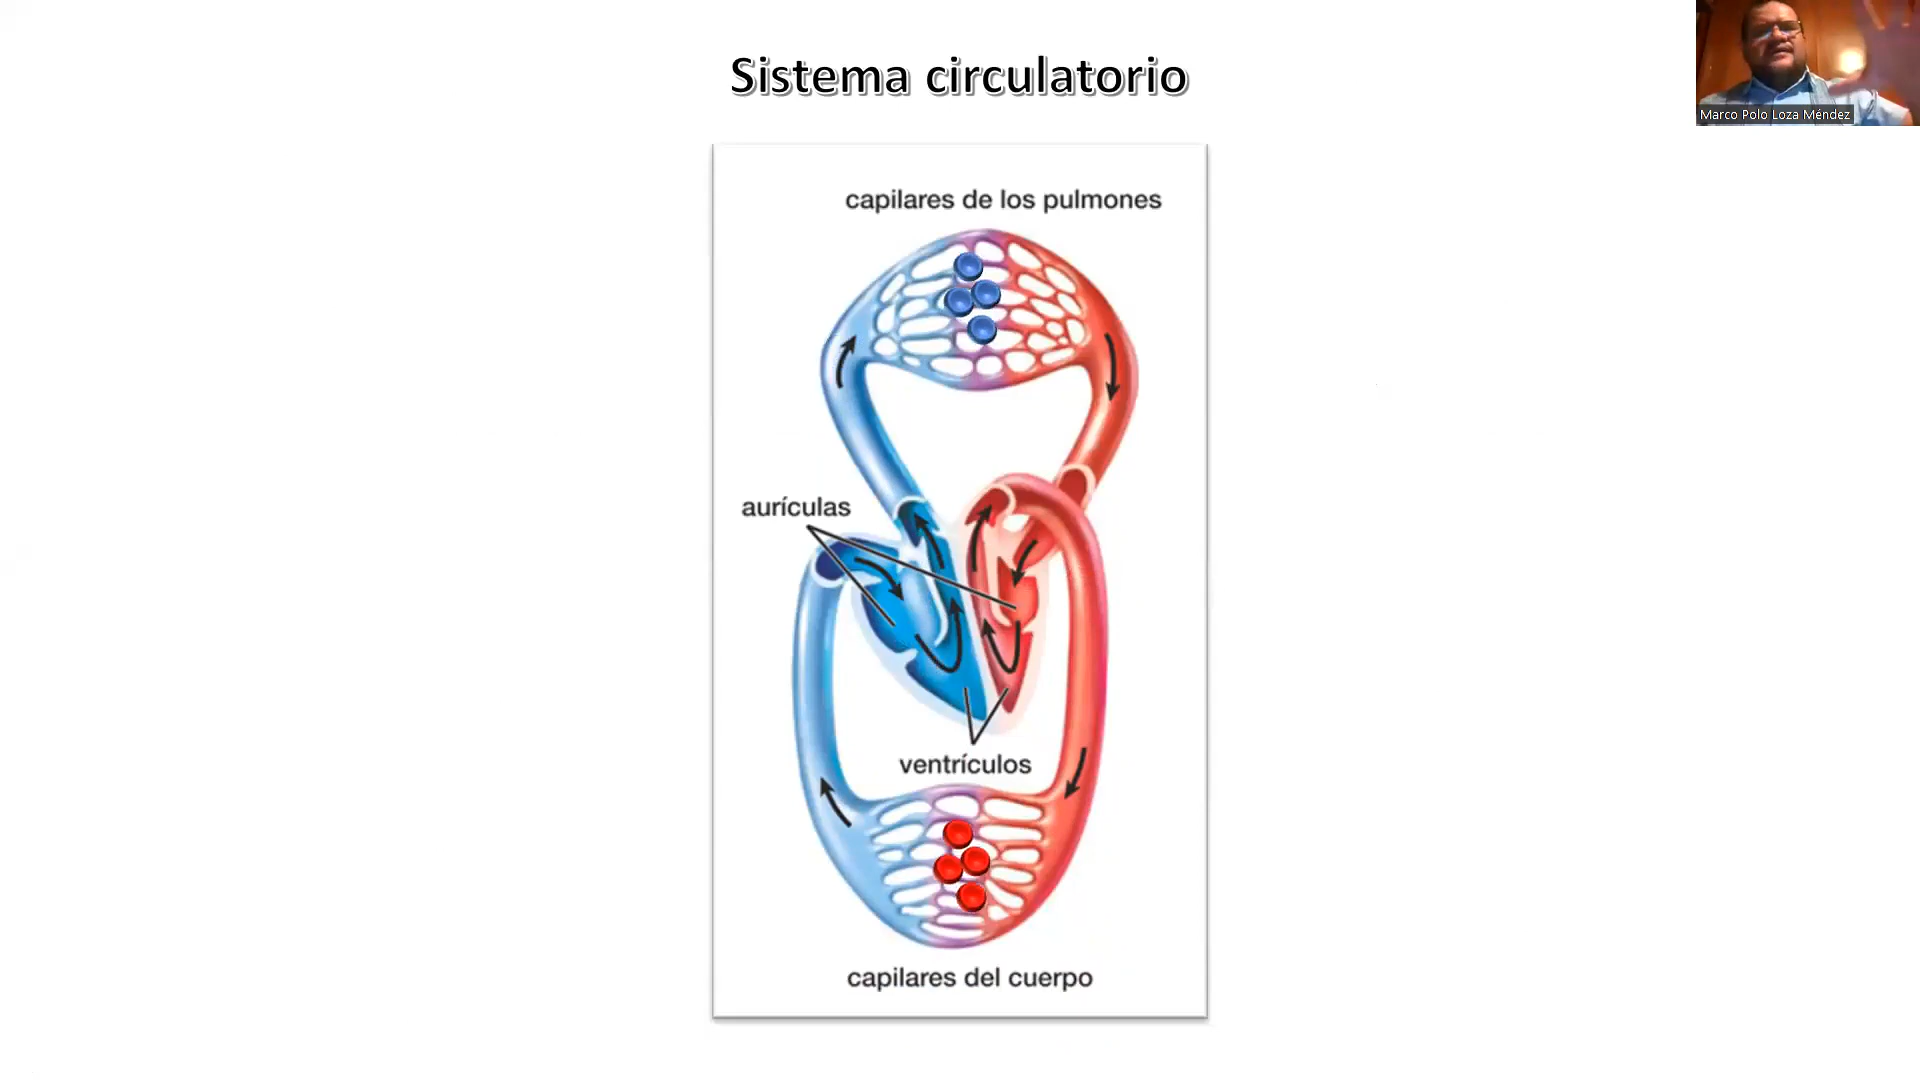 Sistema circulatorio
Marco Polo Loza Méndez
capilares de los pulmones
aurículas
ventrículos
capilares del cuerpo